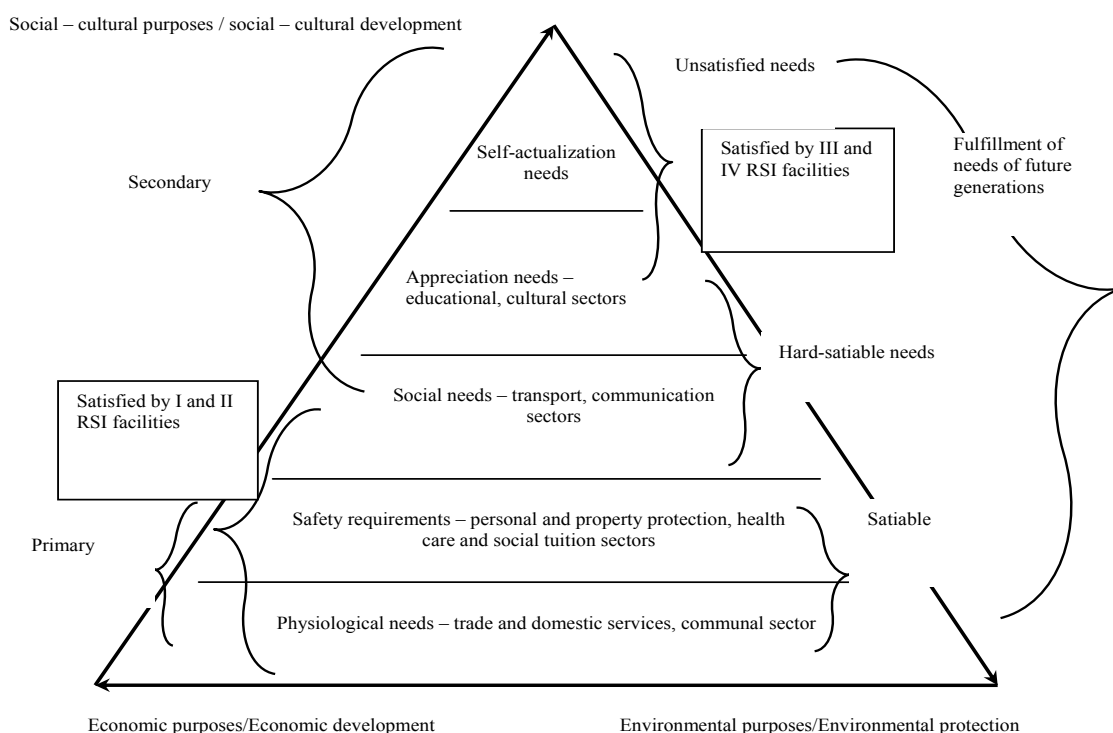 Social – cultural purposes / social – cultural development
Unsatisfied needs
Satisfied by III and
IV RSI facilities
Fulfillment of
needs of future
generations
Self-actualization
needs
Secondary
Appreciation needs –
educational, cultural sectors
Hard-satiable needs
Satisfied by I and II
RSI facilities
Social needs – transport, communication
sectors
Safety requirements – personal and property protection, health
care and social tuition sectors
Satiable
Primary
Physiological needs – trade and domestic services, communal sector
Economic purposes/Economic development
Environmental purposes/Environmental protection